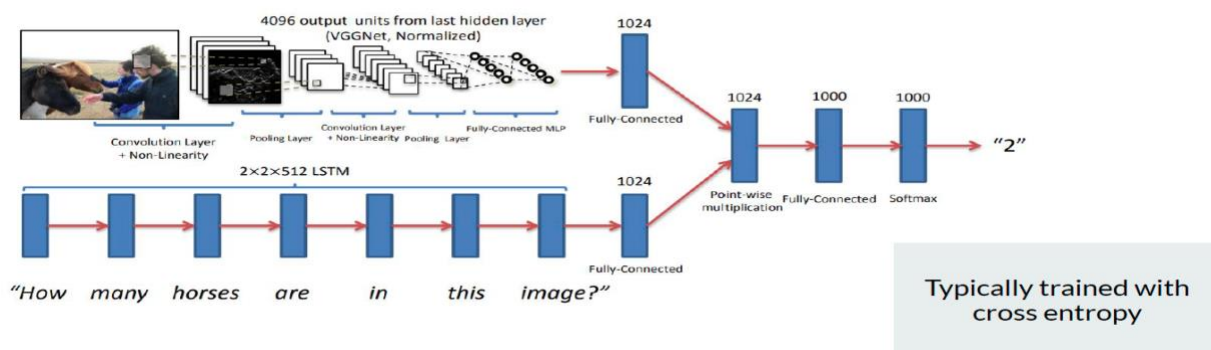 4096 output units from last hidden layer
(VGGNet, Normalized)
1024
Convolution Layer
+ Non-Linearity
Pooling Layer
Convolution Layer
+ Non-Linearity
Pooling Layer
Fully-Connected MLP
Fully-Connected
1024
1000
1000
"2"
Point-wise
multiplication
Fully-Connected
Softmax
2×2×512 LSTM
1024
Fully-Connected
"How many horses are in this image?"
Typically trained with
cross entropy